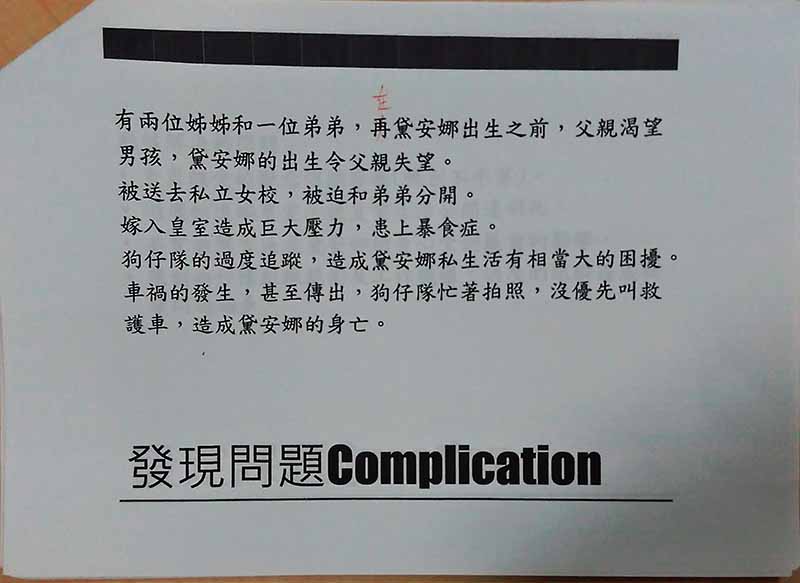 在
有兩位姊姊和一位弟弟，再黛安娜出生之前，父親渴望
男孩，黛安娜的出生令父親失望。
被送去私立女校，被迫和弟弟分開。
嫁入皇室造成巨大壓力，患上暴食症。
狗仔隊的過度追蹤，造成黛安娜私生活有相當大的困擾。
車禍的發生，甚至傳出，狗仔隊忙著拍照，沒優先叫救
護車，造成黛安娜的身亡。
發現問題Complication